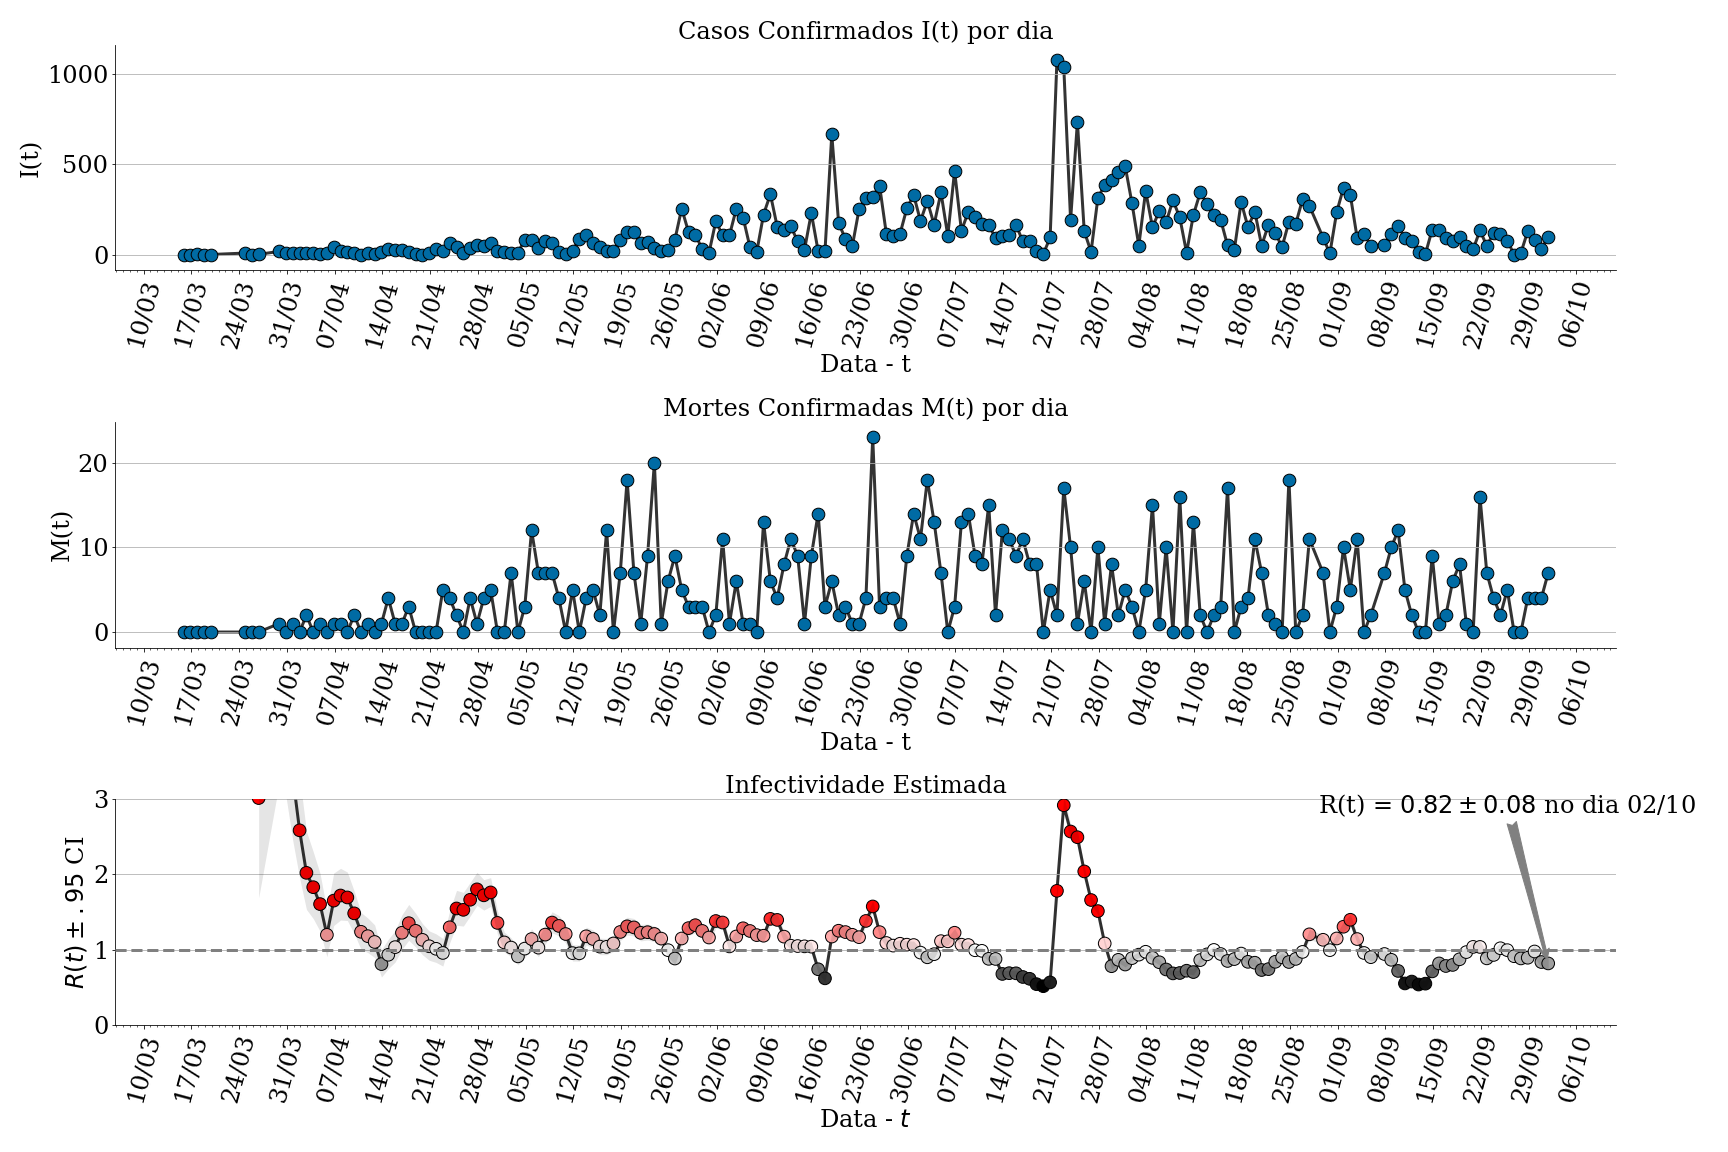 Casos Confirmados I(t) por dia
I(t)
1000
500
0
10/03 17/03 24/03 31/03 07/04 14/04 21/04 28/04 05/05 12/05 19/05 26/05 02/06 09/06 16/06 23/06 30/06 07/07 14/07 21/07 28/07 04/08 11/08 18/08 25/08 01/09 08/09 15/09 22/09 29/09 06/10
Data - t
Mortes Confirmadas M(t) por dia
M(t)
20
10
0
10/03 17/03 24/03 31/03 07/04 14/04 21/04 28/04 05/05 12/05 19/05 26/05 02/06 09/06 16/06 23/06 30/06 07/07 14/07 21/07 28/07 04/08 11/08 18/08 25/08 01/09 08/09 15/09 22/09 29/09 06/10
Data - t
Infectividade Estimada
R(t) = 0.82 ± 0.08 no dia 02/10
R(t) ± .95 CI
3
2
1
0
10/03 17/03 24/03 31/03 07/04 14/04 21/04 28/04 05/05 12/05 19/05 26/05 02/06 09/06 16/06 23/06 30/06 07/07 14/07 21/07 28/07 04/08 11/08 18/08 25/08 01/09 08/09 15/09 22/09 29/09 06/10
Data - t